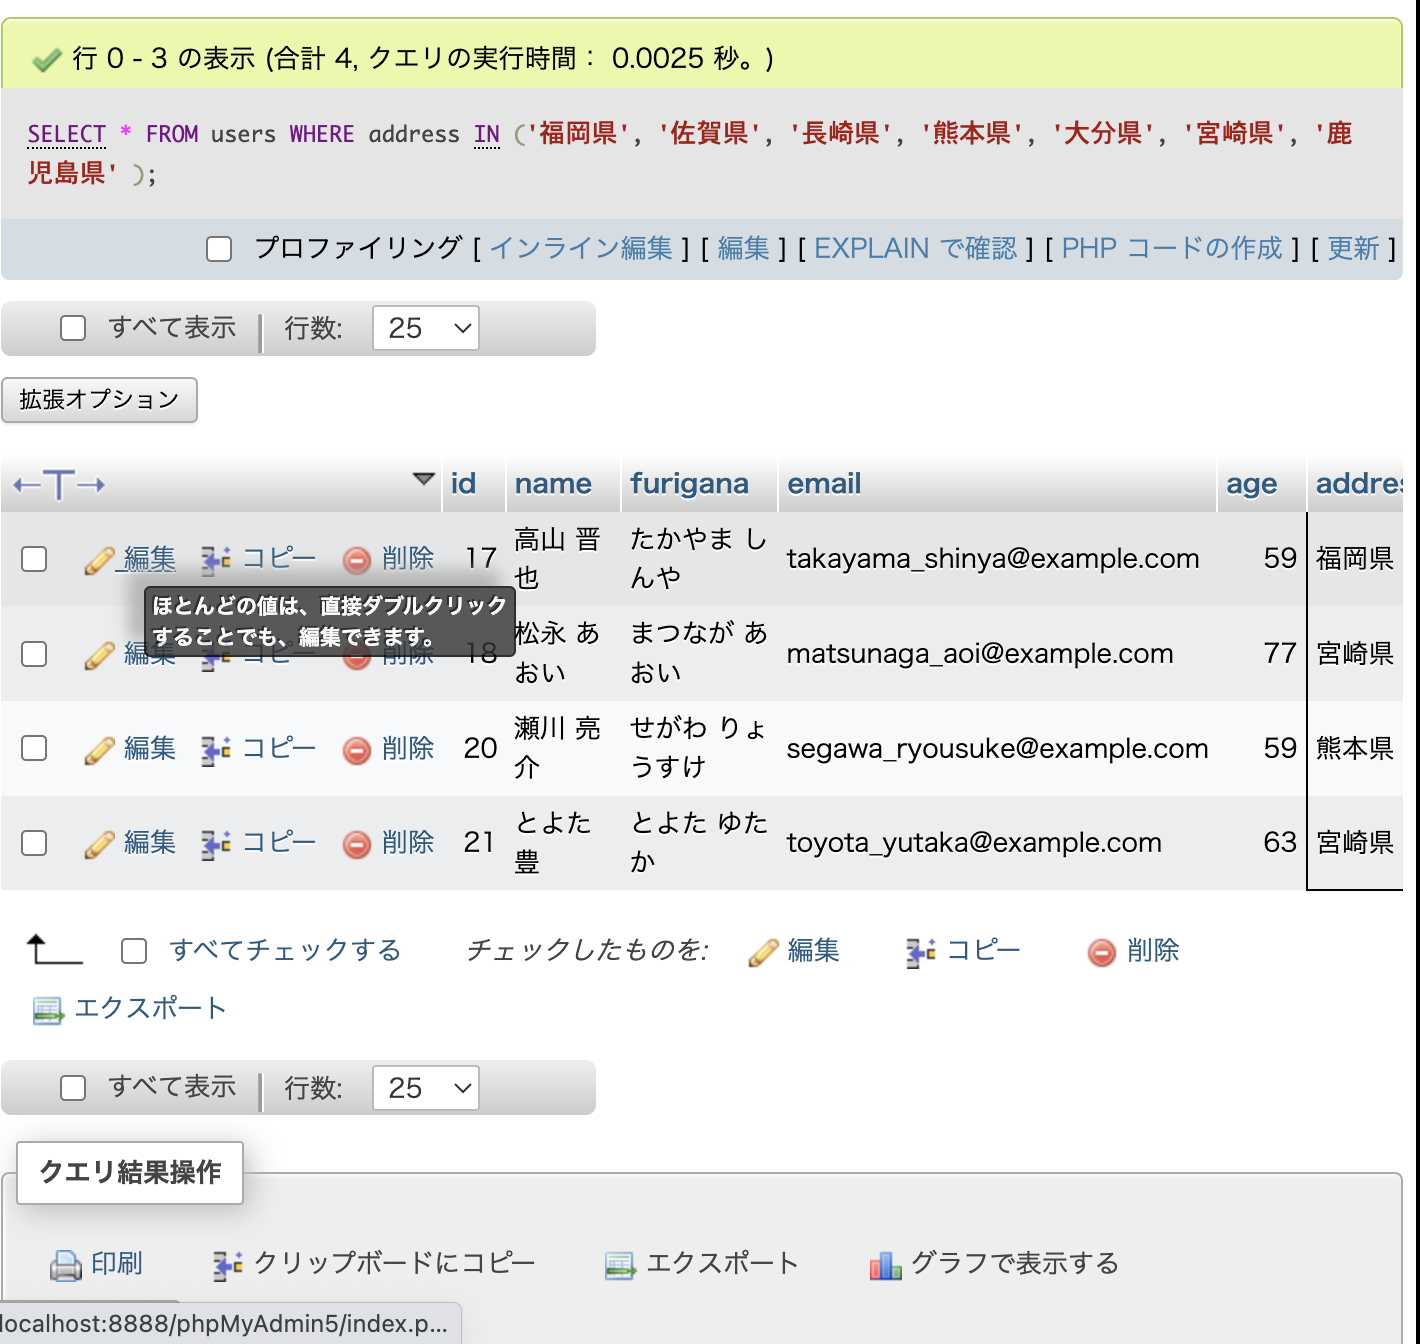 行 0 - 3 の表示 (合計 4, クエリの実行時間： 0.0025 秒。)
SELECT * FROM users WHERE address IN ('福岡県', '佐賀県', '長崎県', '熊本県', '大分県', '宮崎県', '鹿
児島県' );
プロファイリング [ インライン編集 ] [ 編集 ] [ EXPLAIN で確認 ] [ PHP コードの作成 ] [ 更新 ]
すべて表示 行数: 25
拡張オプション
←T→ id name furigana email age addres
編集 コピー 削除 17 高山 晋也 たかやま しんや takayama_shinya@example.com 59 福岡県
ほとんどの値は、直接ダブルクリック
することでも、編集できます。
編集 コピー 削除 18 松永 あおい まつなが あおい matsunaga_aoi@example.com 77 宮崎県
編集 コピー 削除 20 瀬川 亮介 せがわ りょうすけ segawa_ryousuke@example.com 59 熊本県
編集 コピー 削除 21 とよた 豊 とよた ゆたか toyota_yutaka@example.com 63 宮崎県
すべてチェックする チェックしたものを: 編集 コピー 削除
エクスポート
すべて表示 行数: 25
クエリ結果操作
印刷 クリップボードにコピー エクスポート グラフで表示する
localhost:8888/phpMyAdmin5/index.p...